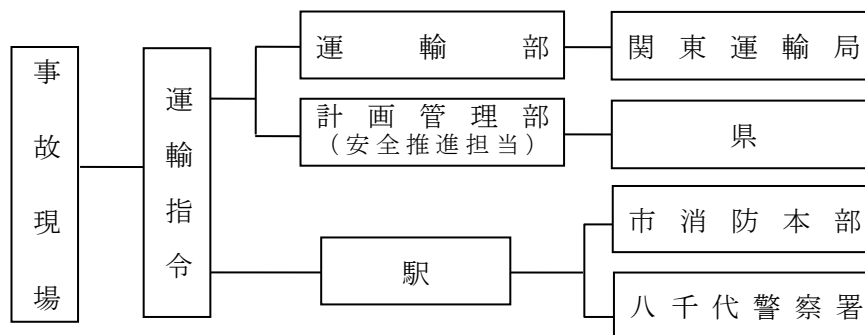 事故現場
運輸指令
運輸部
関東運輸局
計画管理部
（安全推進担当）
県
駅
市消防本部
八千代警察署